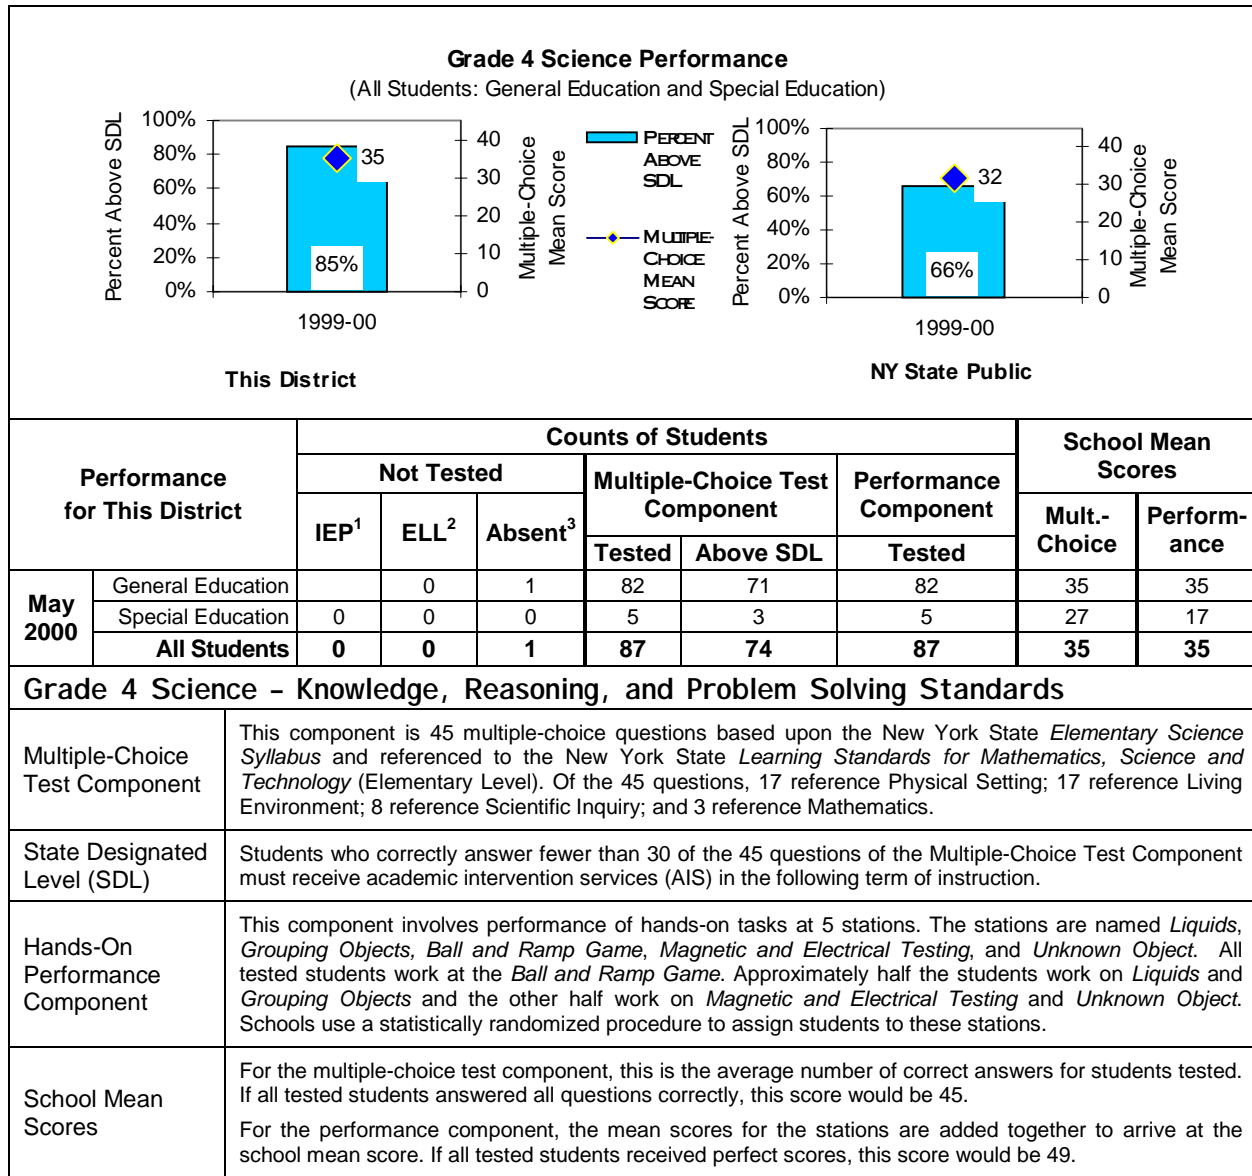 Grade 4 Science Performance
(All Students: General Education and Special Education)
100%
80%
60%
40%
20%
0%
Percent Above SDL
35
85%
40
30
20
10
0
Multiple-Choice
Mean Score
1999-00
This District
PERCENT
ABOVE
SDL
MULTIPLE-
CHOICE
MEAN
SCORE
100%
80%
60%
40%
20%
0%
Percent Above SDL
32
66%
40
30
20
10
0
Multiple-Choice
Mean Score
1999-00
NY State Public
Performance
for This District
Counts of Students
School Mean
Scores
Not Tested
Multiple-Choice Test
Component
Performance
Component
IEP1 ELL2 Absent3
Tested Above SDL Tested
Mult.-
Choice
Perform-
ance
May
2000
General Education 0 1 82 71 82 35 35
Special Education 0 0 0 5 3 5 27 17
All Students 0 0 1 87 74 87 35 35
Grade 4 Science – Knowledge, Reasoning, and Problem Solving Standards
Multiple-Choice
Test Component
This component is 45 multiple-choice questions based upon the New York State Elementary Science
Syllabus and referenced to the New York State Learning Standards for Mathematics, Science and
Technology (Elementary Level). Of the 45 questions, 17 reference Physical Setting; 17 reference Living
Environment; 8 reference Scientific Inquiry; and 3 reference Mathematics.
State Designated
Level (SDL)
Students who correctly answer fewer than 30 of the 45 questions of the Multiple-Choice Test Component
must receive academic intervention services (AIS) in the following term of instruction.
Hands-On
Performance
Component
This component involves performance of hands-on tasks at 5 stations. The stations are named Liquids,
Grouping Objects, Ball and Ramp Game, Magnetic and Electrical Testing, and Unknown Object. All
tested students work at the Ball and Ramp Game. Approximately half the students work on Liquids and
Grouping Objects and the other half work on Magnetic and Electrical Testing and Unknown Object.
Schools use a statistically randomized procedure to assign students to these stations.
School Mean
Scores
For the multiple-choice test component, this is the average number of correct answers for students tested.
If all tested students answered all questions correctly, this score would be 45.
For the performance component, the mean scores for the stations are added together to arrive at the
school mean score. If all tested students received perfect scores, this score would be 49.